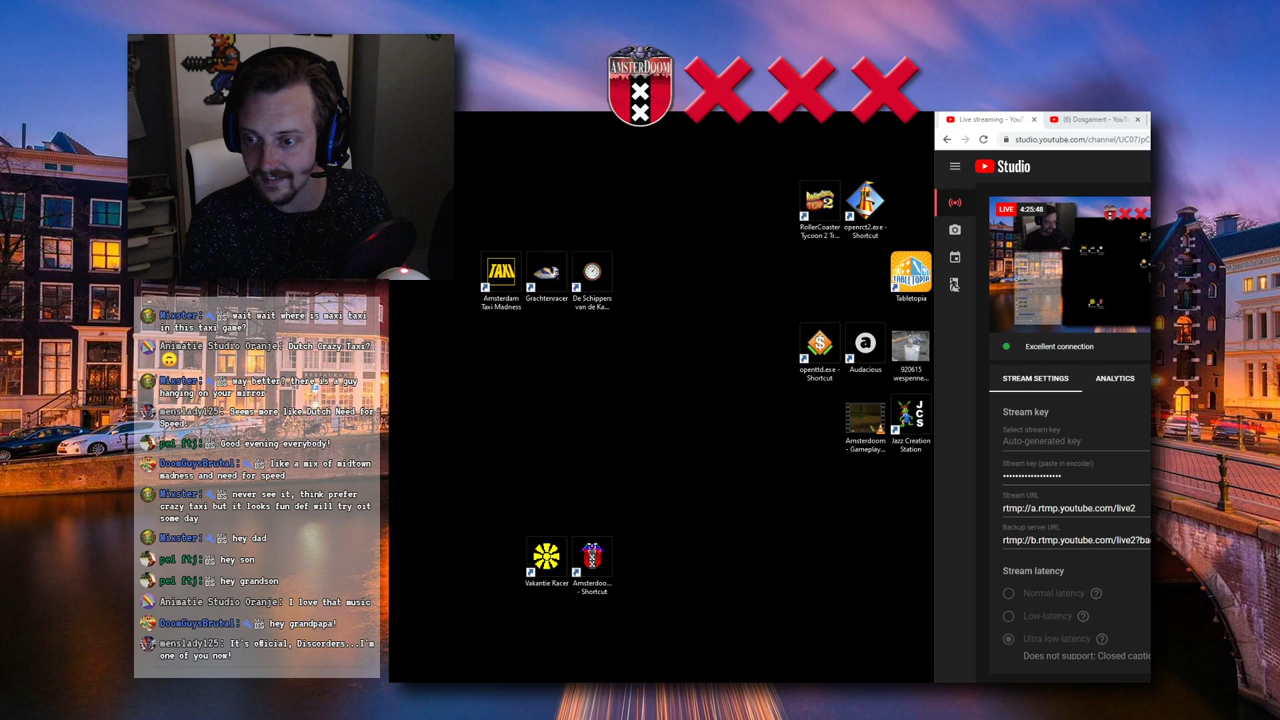 AMSTERDOOM
Mixster: wait wait where is maxi taxi
in this taxi game?
Animatie Studio Oranje: Dutch Crazy Taxi?
Mixster: way better? there is a guy
hanging on your mirror
menslady125: Seems more like Dutch Need for
Speed.
pel ftj: Good evening everybody!
DoomGuysBrutal: like a mix of midtown
madness and need for speed
Mixster: never see it, think prefer
crazy taxi but it looks fun def will try oit
some day
Mixster: hey dad
pel ftj: hey son
pel ftj: hey grandson
Animatie Studio Oranje: I love that music
DoomGuysBrutal: hey grandpapa!
menslady125: It's official, Discorders...I'm
one of you now!
TAXI
Amsterdam
Taxi Madness
Grachtenracer
De Schippers
van de Ka...
RollerCoaster
Tycoon 2 Tr...
openrct2.exe -
Shortcut
TABLETOPIA
Tabletopia
openttd.exe -
Shortcut
a
Audacious
920615
wespenne...
Amsterdoom
- Gameplay...
JCS
Jazz Creation
Station
Vakantie Racer
Amsterdoo...
- Shortcut
Live streaming - YouT
(6) Dosgamert - YouT
studio.youtube.com/channel/UC07JpC
Studio
LIVE 4:25:48
Excellent connection
STREAM SETTINGS
ANALYTICS
Stream key
Select stream key
Auto-generated key
Stream key (paste in encoder)
Stream URL
rtmp://a.rtmp.youtube.com/live2
Backup server URL
rtmp://b.rtmp.youtube.com/live2?ba
Stream latency
Normal latency
Low-latency
Ultra low-latency
Does not support: Closed captio